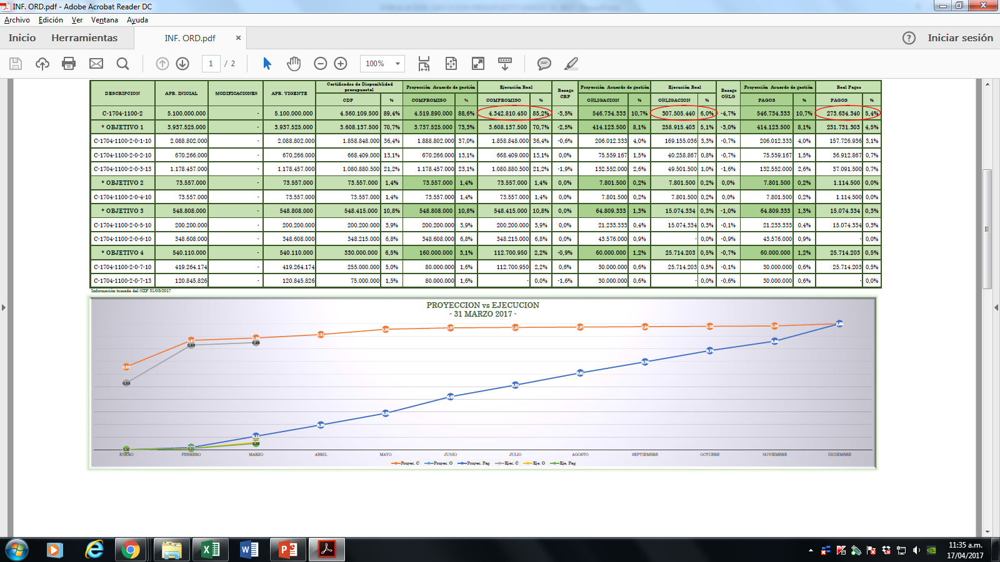 INF. ORD.pdf - Adobe Acrobat Reader DC
Archivo Edición Ver Ventana Ayuda
Inicio Herramientas INF. ORD.pdf × ? Iniciar sesión
1 / 2 100%
DESCRIPCION APR. INICIAL MODIFICACIONES APR. VIGENTE Certificados de Disponiblidad presupuestal Proyección Acuerdo de gestión Ejecución Real Rezago CRP Proyección Acuerdo de gestión Ejecución Real Rezago OBLG Proyección Acuerdo de gestión Real Pagos
CDP % COMPROMISO % COMPROMISO % OBLIGACION % OBLIGACION % PAGOS % PAGOS %
C-1704-1100-2 5.100.000.000 - 5.100.000.000 4.560.109.500 89,4% 4.519.890.000 88,6% 4.342.810.450 85,2% -3,5% 546.734.333 10,7% 307.505.440 6,0% -4,7% 546.734.333 10,7% 273.634.340 5,4%
* OBJETIVO 1 3.937.525.000 - 3.937.525.000 3.608.137.500 70,7% 3.737.525.000 73,3% 3.608.137.500 70,7% -2,5% 414.123.500 8,1% 258.915.403 5,1% -3,0% 414.123.500 8,1% 231.731.303 4,5%
C-1704-1100-2-0-1-10 2.088.802.000 - 2.088.802.000 1.858.848.000 36,4% 1.888.802.000 37,0% 1.858.848.000 36,4% -0,6% 206.012.333 4,0% 169.155.036 3,3% -0,7% 206.012.333 4,0% 157.726.936 3,1%
C-1704-1100-2-0-2-10 670.266.000 - 670.266.000 668.409.000 13,1% 670.266.000 13,1% 668.409.000 13,1% 0,0% 75.559.167 1,5% 40.258.867 0,8% -0,7% 75.559.167 1,5% 36.912.867 0,7%
C-1704-1100-2-0-3-13 1.178.457.000 - 1.178.457.000 1.080.880.500 21,2% 1.178.457.000 23,1% 1.080.880.500 21,2% -1,9% 132.552.000 2,6% 49.501.500 1,0% -1,6% 132.552.000 2,6% 37.091.500 0,7%
* OBJETIVO 2 73.557.000 - 73.557.000 73.557.000 1,4% 73.557.000 1,4% 73.557.000 1,4% 0,0% 7.801.500 0,2% 7.801.500 0,2% 0,0% 7.801.500 0,2% 1.114.500 0,0%
C-1704-1100-2-0-4-10 73.557.000 - 73.557.000 73.557.000 1,4% 73.557.000 1,4% 73.557.000 1,4% 0,0% 7.801.500 0,2% 7.801.500 0,2% 0,0% 7.801.500 0,2% 1.114.500 0,0%
* OBJETIVO 3 548.808.000 - 548.808.000 548.415.000 10,8% 548.808.000 10,8% 548.415.000 10,8% 0,0% 64.809.333 1,3% 15.074.334 0,3% -1,0% 64.809.333 1,3% 15.074.334 0,3%
C-1704-1100-2-0-5-10 200.200.000 - 200.200.000 200.200.000 3,9% 200.200.000 3,9% 200.200.000 3,9% 0,0% 21.233.333 0,4% 15.074.334 0,3% -0,1% 21.233.333 0,4% 15.074.334 0,3%
C-1704-1100-2-0-6-10 348.608.000 - 348.608.000 348.215.000 6,8% 348.608.000 6,8% 348.215.000 6,8% 0,0% 43.576.000 0,9% - 0,0% -0,9% 43.576.000 0,9% - 0,0%
* OBJETIVO 4 540.110.000 - 540.110.000 330.000.000 6,5% 160.000.000 3,1% 112.700.950 2,2% -0,9% 60.000.000 1,2% 25.714.203 0,5% -0,7% 60.000.000 1,2% 25.714.203 0,5%
C-1704-1100-2-0-7-10 419.264.174 - 419.264.174 255.000.000 5,0% 80.000.000 1,6% 112.700.950 2,2% 0,6% 30.000.000 0,6% 25.714.203 0,5% -0,1% 30.000.000 0,6% 25.714.203 0,5%
C-1704-1100-2-0-7-13 120.845.826 - 120.845.826 75.000.000 1,5% 80.000.000 1,6% - 0,0% -1,6% 30.000.000 0,6% - 0,0% -0,6% 30.000.000 0,6% - 0,0%
Información tomada del SIIF 31/03/2017
PROYECCION vs EJECUCION
- 31 MARZO 2017 -
ENERO FEBRERO MARZO ABRIL MAYO JUNIO JULIO AGOSTO SEPTIEMBRE OCTUBRE NOVIEMBRE DICIEMBRE
Proyec. C Proyec. O Proyec. Pag Ejec. C Eje. O Eje. Pag
11:35 a.m.
17/04/2017